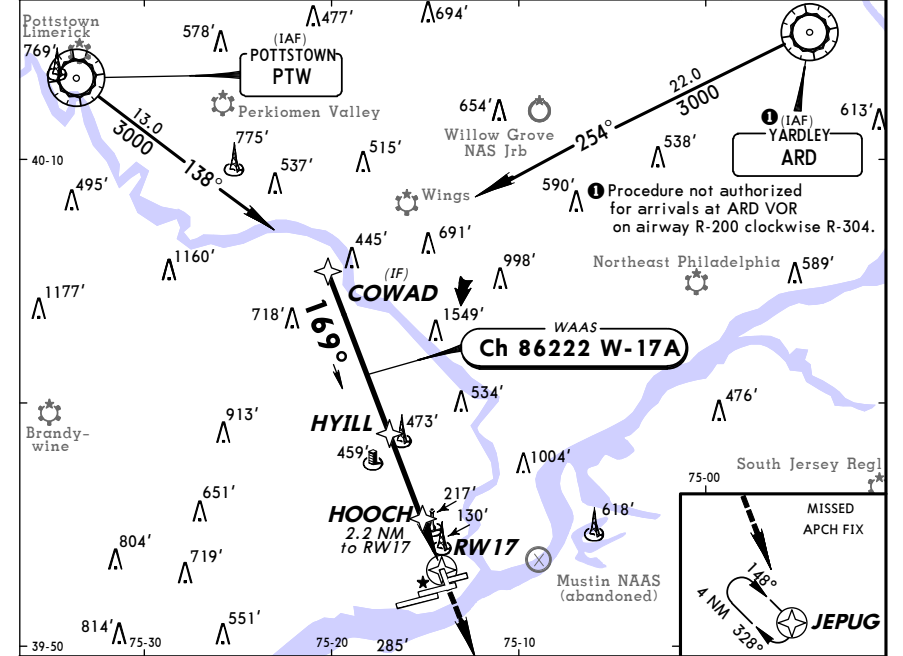 477'
694'
Pottstown
Limerick
578'
769'
(IAF)
POTTSTOWN
PTW
Perkiomen Valley
22.0
3000
254°
654'
Willow Grove
NAS Jrb
613'
❶ (IAF)
YARDLEY
ARD
13.0
3000
138°
775'
515'
537'
538'
40-10
495'
Wings
590'
❶ Procedure not authorized
for arrivals at ARD VOR
on airway R-200 clockwise R-304.
691'
445'
1160'
(IF)
COWAD
998'
Northeast Philadelphia
589'
1177'
718'
169°
1549'
WAAS
Ch 86222 W-17A
534'
476'
913'
HYILL
473'
Brandy-
wine
459'
1004'
South Jersey Regl
75-00
651'
217'
HOOCH
130'
2.2 NM
to RW17
RW17
618'
MISSED
APCH FIX
804'
719'
Mustin NAAS
(abandoned)
148°
4 NM
328°
JEPUG
814'
551'
39-50
75-30
75-20
285'
75-10